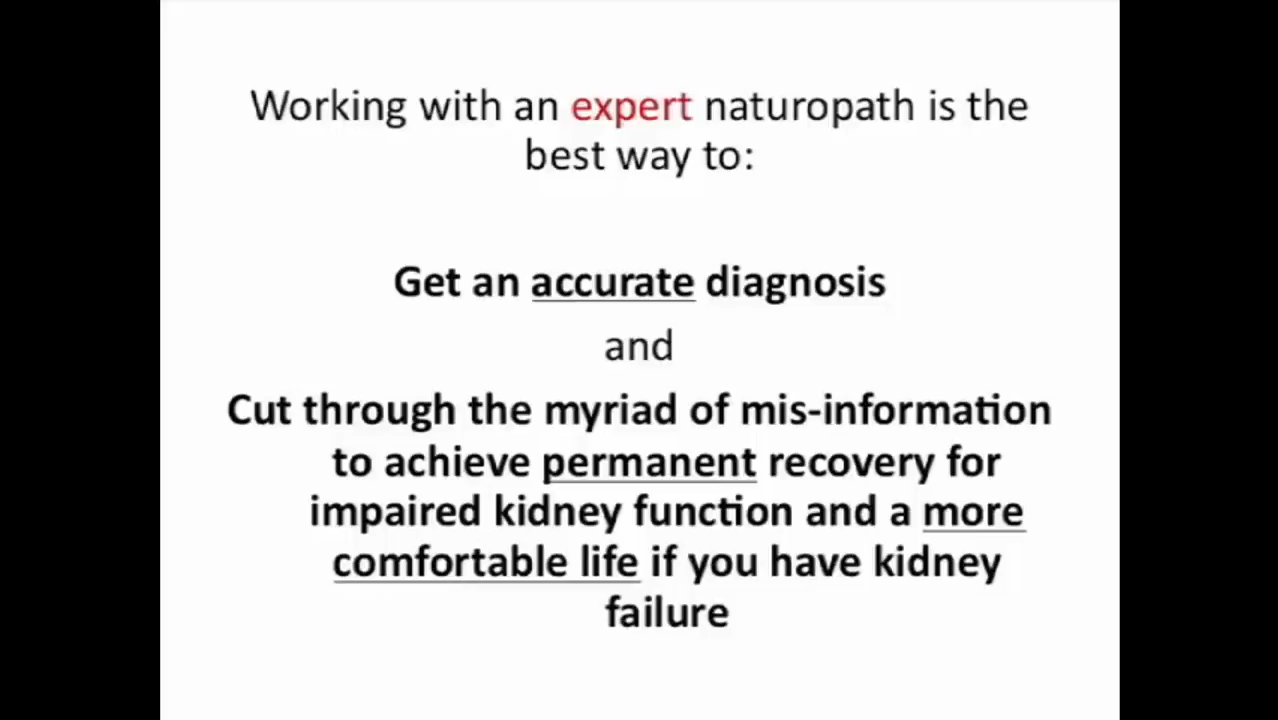 Working with an expert naturopath is the
best way to:
Get an accurate diagnosis
and
Cut through the myriad of mis-information
to achieve permanent recovery for
impaired kidney function and a more
comfortable life if you have kidney
failure